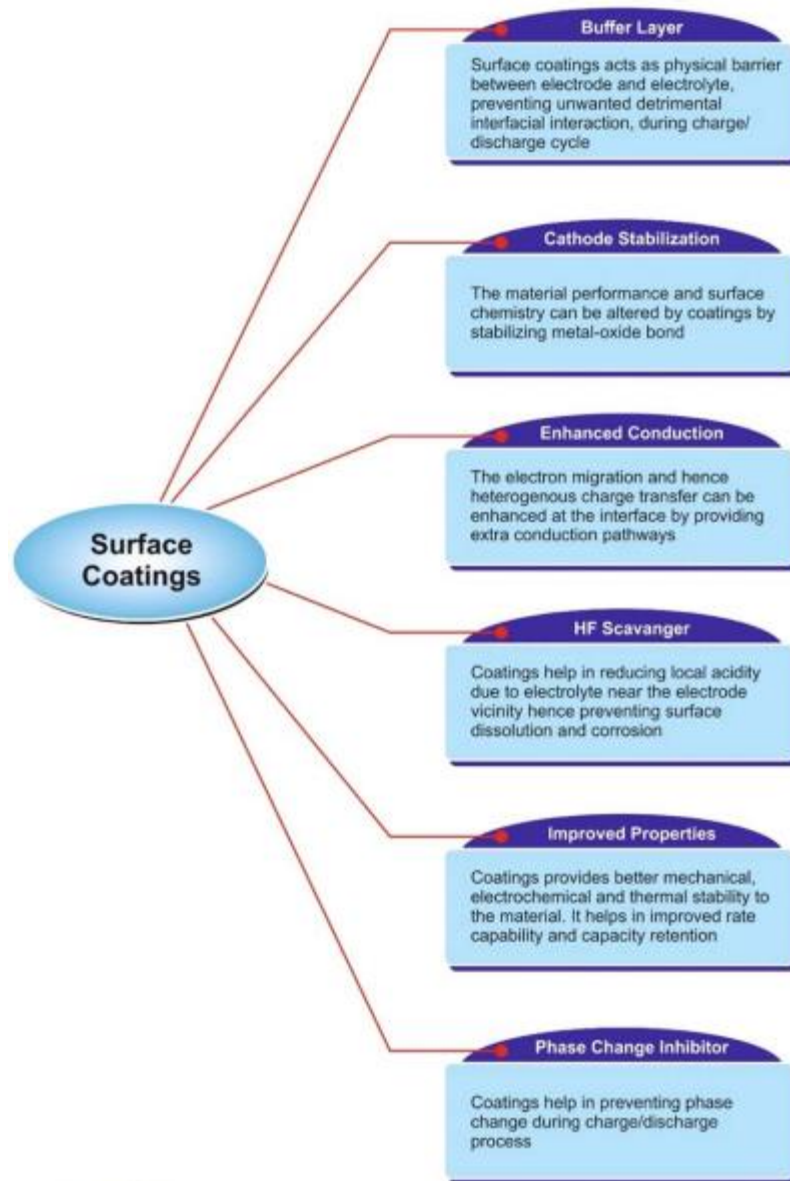 Buffer Layer
Surface coatings acts as physical barrier
between electrode and electrolyte,
preventing unwanted detrimental
interfacial interaction, during charge/
discharge cycle
Cathode Stabilization
The material performance and surface
chemistry can be altered by coatings by
stabilizing metal-oxide bond
Enhanced Conduction
The electron migration and hence
heterogenous charge transfer can be
enhanced at the interface by providing
extra conduction pathways
Surface
Coatings
HF Scavanger
Coatings help in reducing local acidity
due to electrolyte near the electrode
vicinity hence preventing surface
dissolution and corrosion
Improved Properties
Coatings provides better mechanical,
electrochemical and thermal stability to
the material. It helps in improved rate
capability and capacity retention
Phase Change Inhibitor
Coatings help in preventing phase
change during charge/discharge
process